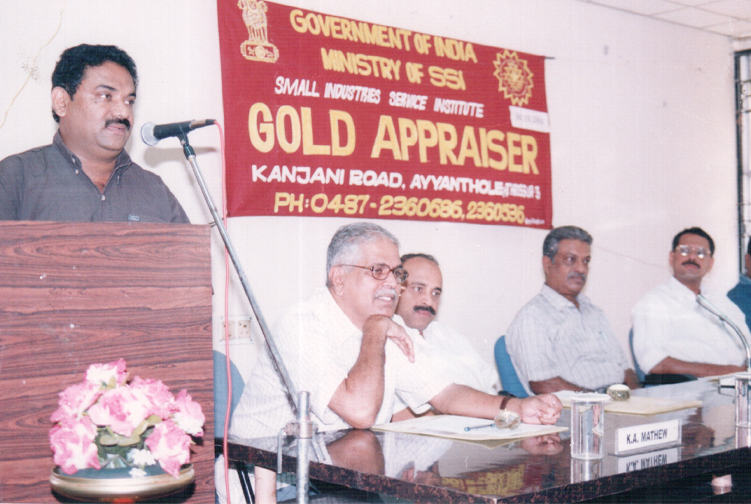 GOVERNMENT OF INDIA
MINISTRY OF SSI
SMALL INDUSTRIES SERVICE INSTITUTE
GOLD APPRAISER
KANJANI ROAD, AYYANTHOLE,
PH:0487-2360686, 2360536
K.A. MATHEW